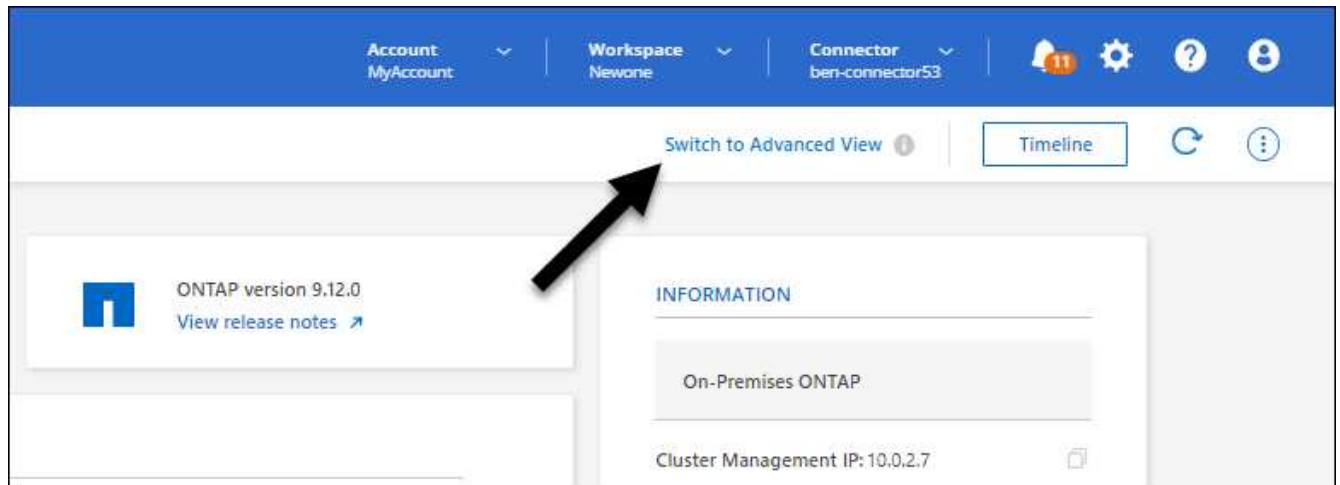 Account
MyAccount
Workspace
Newone
Connector
ben-connector53
11
Switch to Advanced View
Timeline
ONTAP version 9.12.0
View release notes
INFORMATION
On-Premises ONTAP
Cluster Management IP: 10.0.2.7